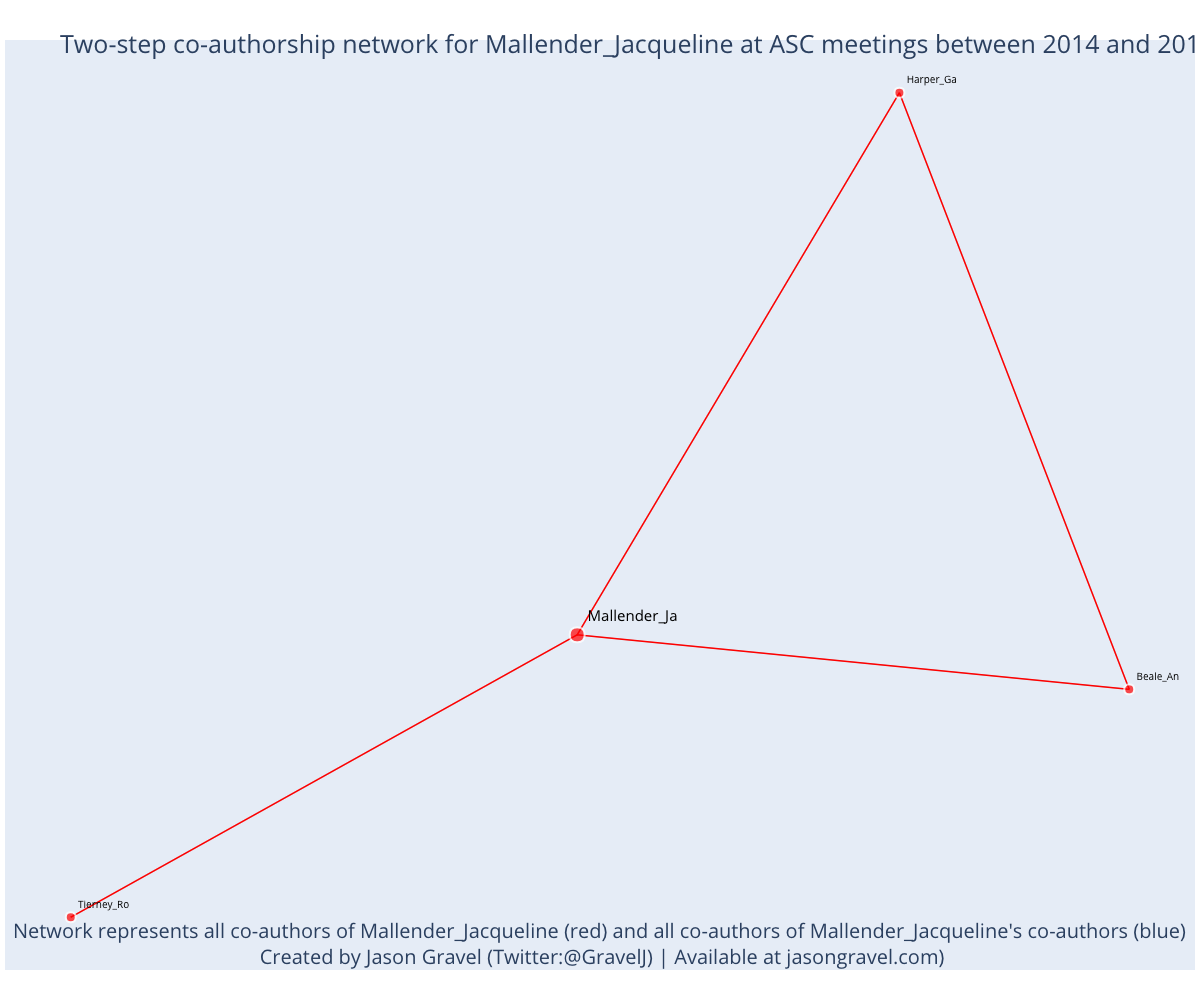 Two-step co-authorship network for Mallender_Jacqueline at ASC meetings between 2014 and 201
Harper_Ga
Mallender_Ja
Beale_An
Tierney_Ro
Network represents all co-authors of Mallender_Jacqueline (red) and all co-authors of Mallender_Jacqueline's co-authors (blue)
Created by Jason Gravel (Twitter:@GravelJ) | Available at jasongravel.com)